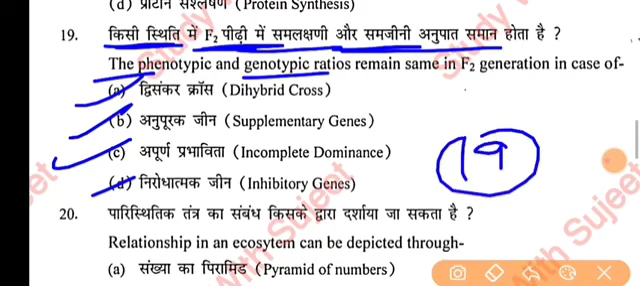 (d) प्रोटीन संश्लेषण (Protein Synthesis)
19. किसी स्थिति में F₂ पीढ़ी में समलक्षणी और समजीनी अनुपात समान होता है ?
The phenotypic and genotypic ratios remain same in F₂ generation in case of-
(a) द्विसंकर क्रॉस (Dihybrid Cross)
(b) अनुपूरक जीन (Supplementary Genes)
(c) अपूर्ण प्रभाविता (Incomplete Dominance)
(d) निरोधात्मक जीन (Inhibitory Genes)
19
20. पारिस्थितिक तंत्र का संबंध किसके द्वारा दर्शाया जा सकता है ?
Relationship in an ecosytem can be depicted through-
(a) संख्या का पिरामिड (Pyramid of numbers)